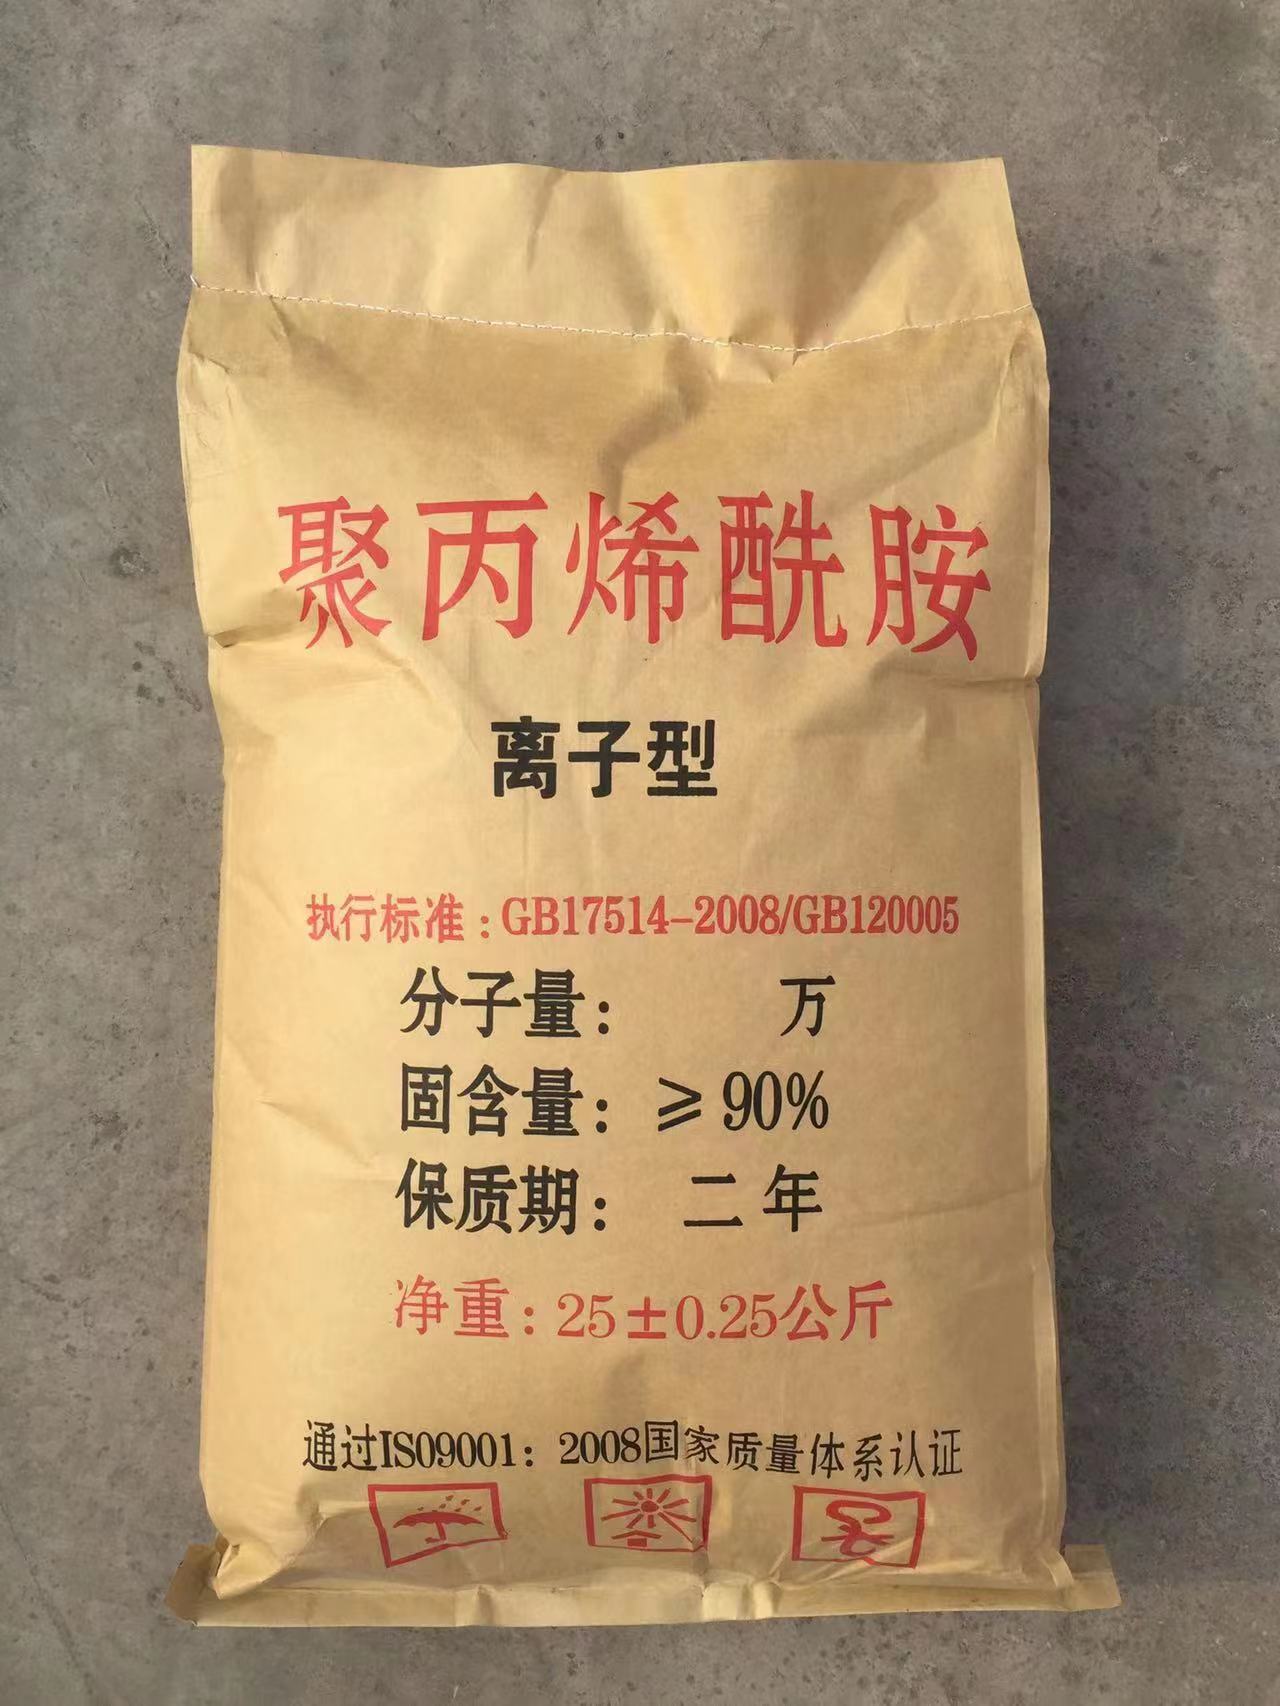 聚丙烯酰胺
离子型
执行标准：GB17514-2008/GB120005
分子量： 万
固含量：≥90%
保质期： 二年
净重：25±0.25公斤
通过ISO9001：2008国家质量体系认证